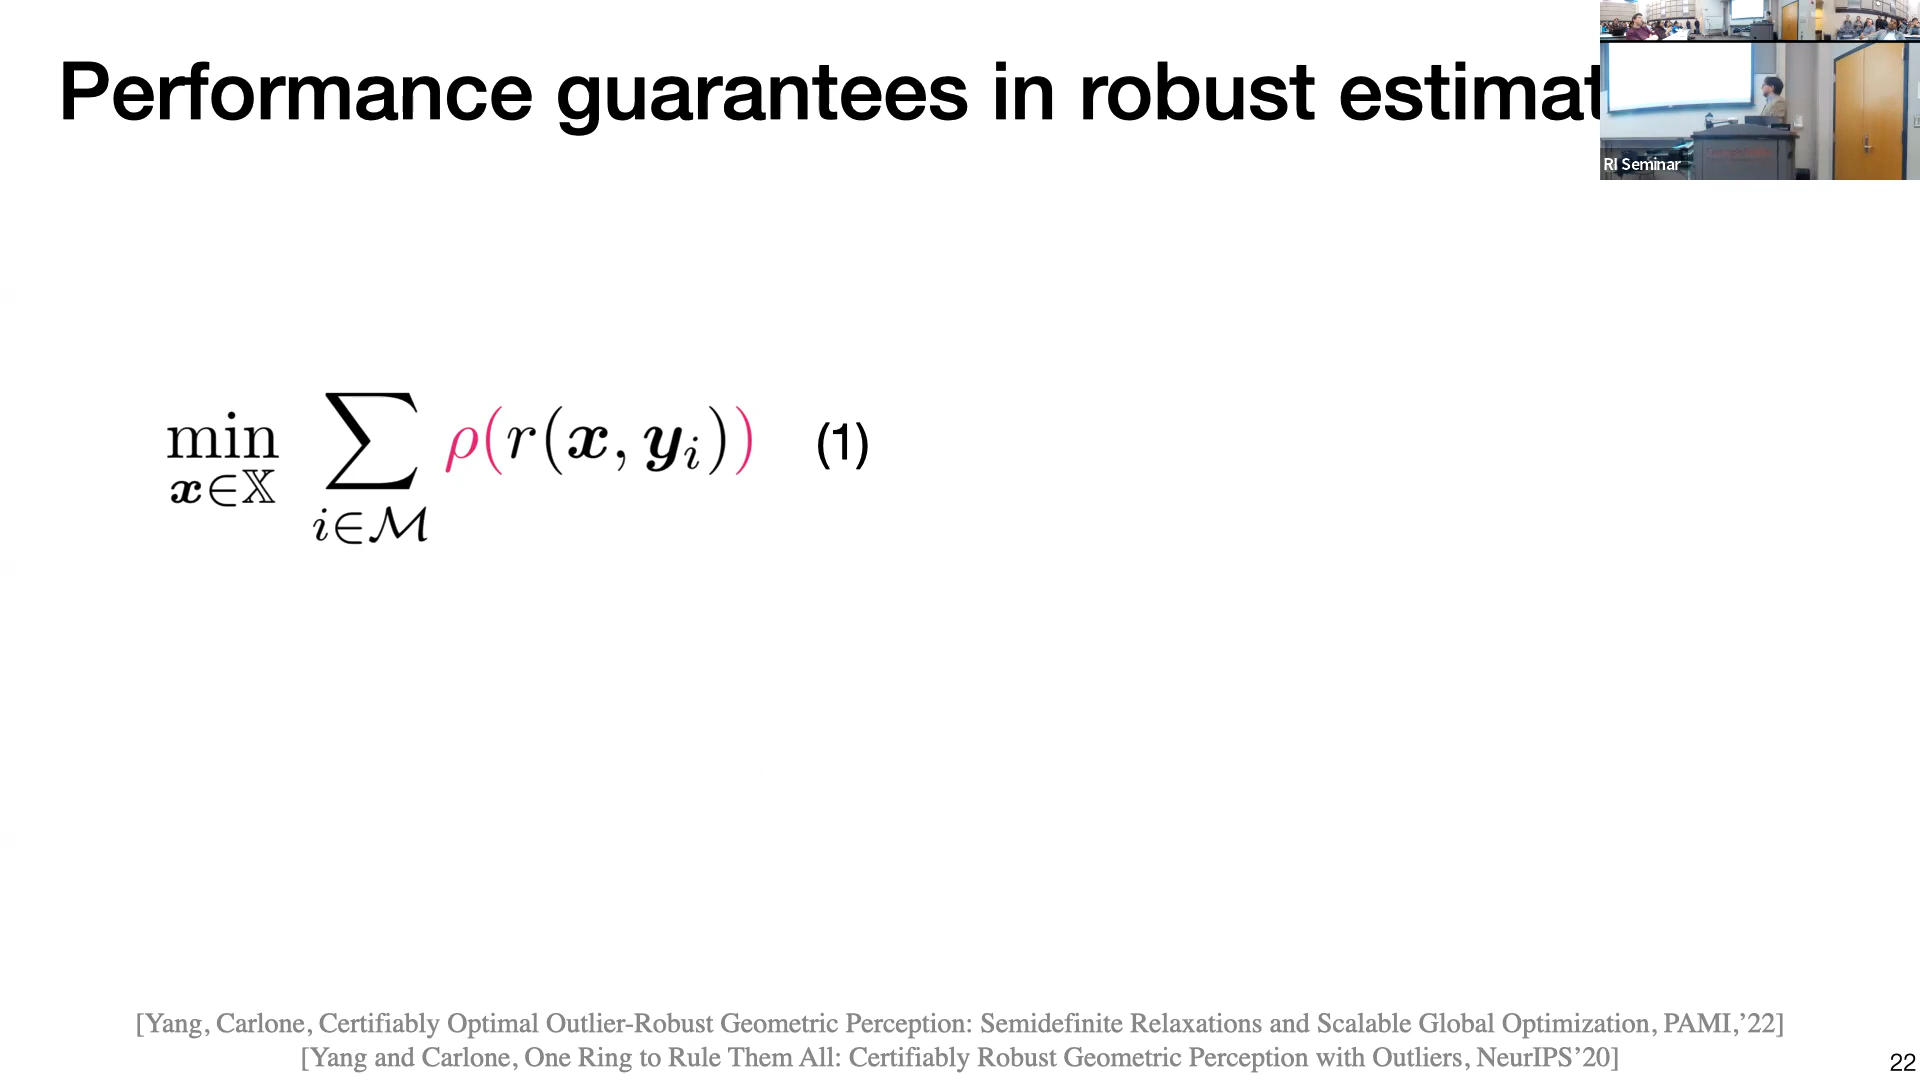 Performance guarantees in robust estimat
RI Seminar
min x∈𝕏 ∑ i∈ℳ ρ(r(x, yᵢ)) (1)
[Yang, Carlone, Certifiably Optimal Outlier-Robust Geometric Perception: Semidefinite Relaxations and Scalable Global Optimization, PAMI,’22]
[Yang and Carlone, One Ring to Rule Them All: Certifiably Robust Geometric Perception with Outliers, NeurIPS’20]
22